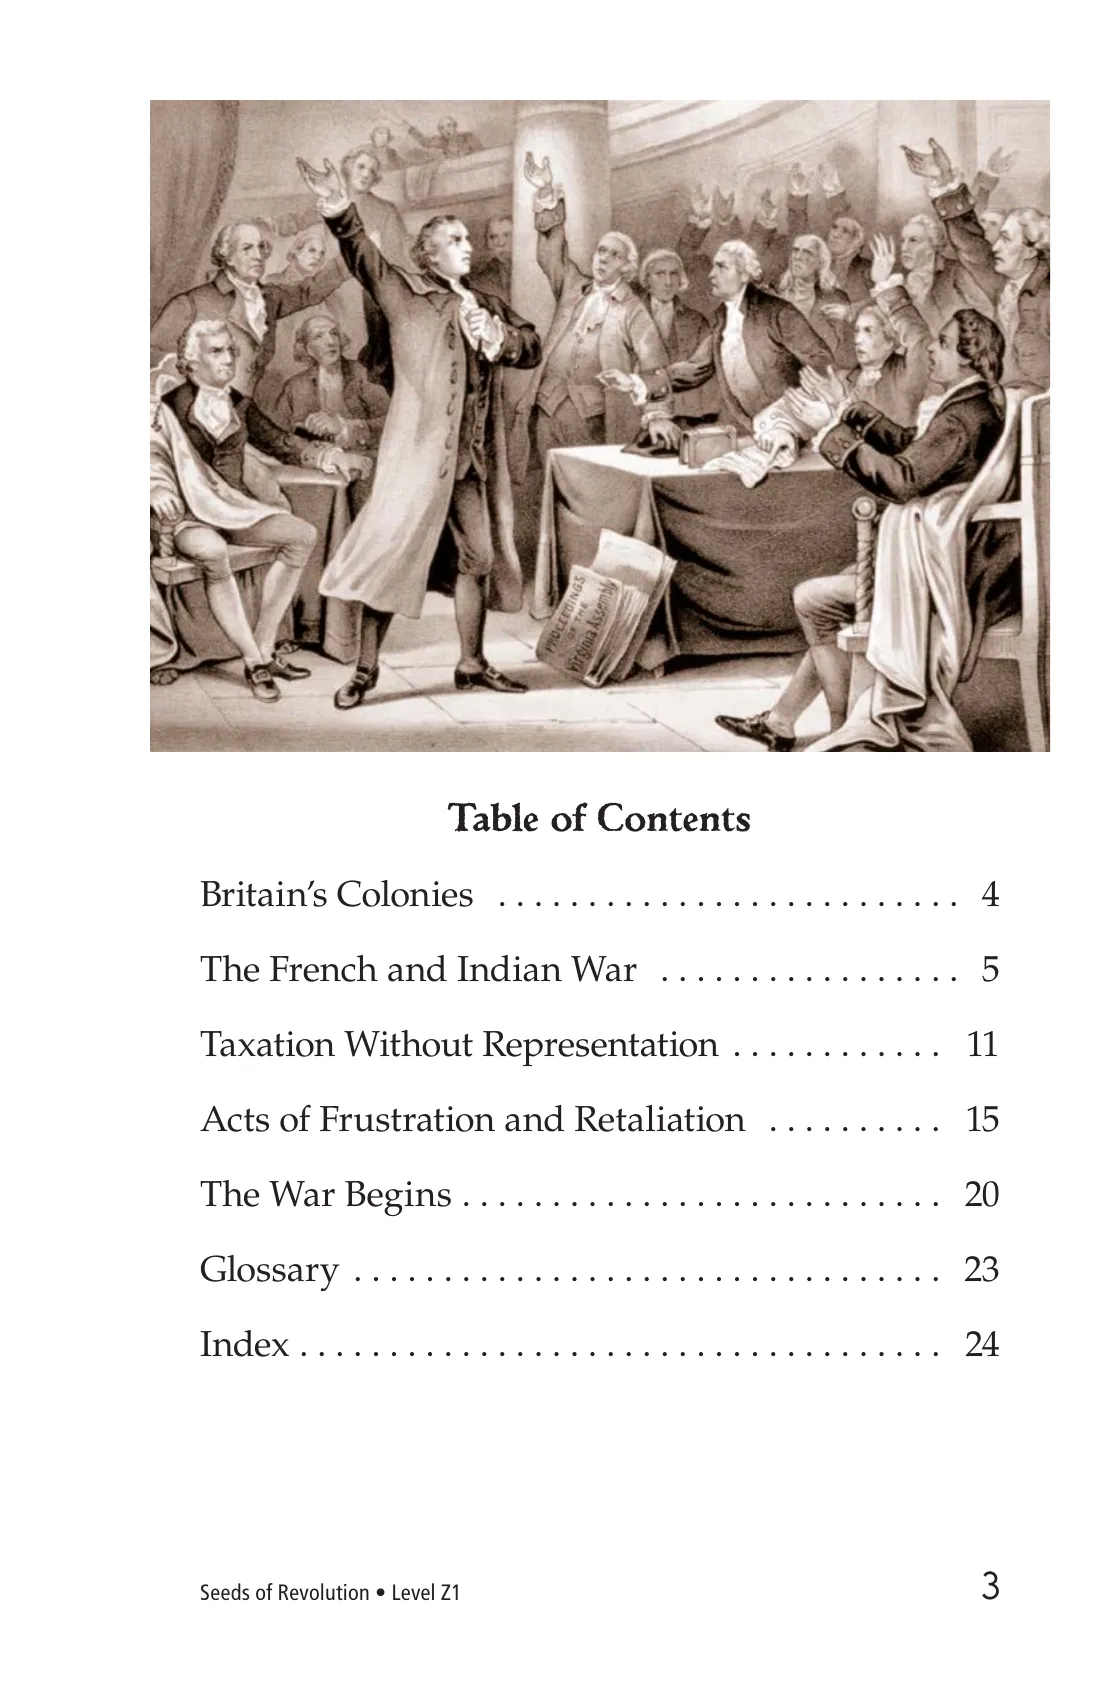 PROCEEDINGS
OF THE
Virginia Assembly
Table of Contents
Britain’s Colonies . . . . . . . . . . . . . . . . . . . . . . . . . . 4
The French and Indian War . . . . . . . . . . . . . . . . . 5
Taxation Without Representation . . . . . . . . . . . . 11
Acts of Frustration and Retaliation . . . . . . . . . . 15
The War Begins . . . . . . . . . . . . . . . . . . . . . . . . . . . 20
Glossary . . . . . . . . . . . . . . . . . . . . . . . . . . . . . . . . . 23
Index . . . . . . . . . . . . . . . . . . . . . . . . . . . . . . . . . . . . 24
Seeds of Revolution • Level Z1 3